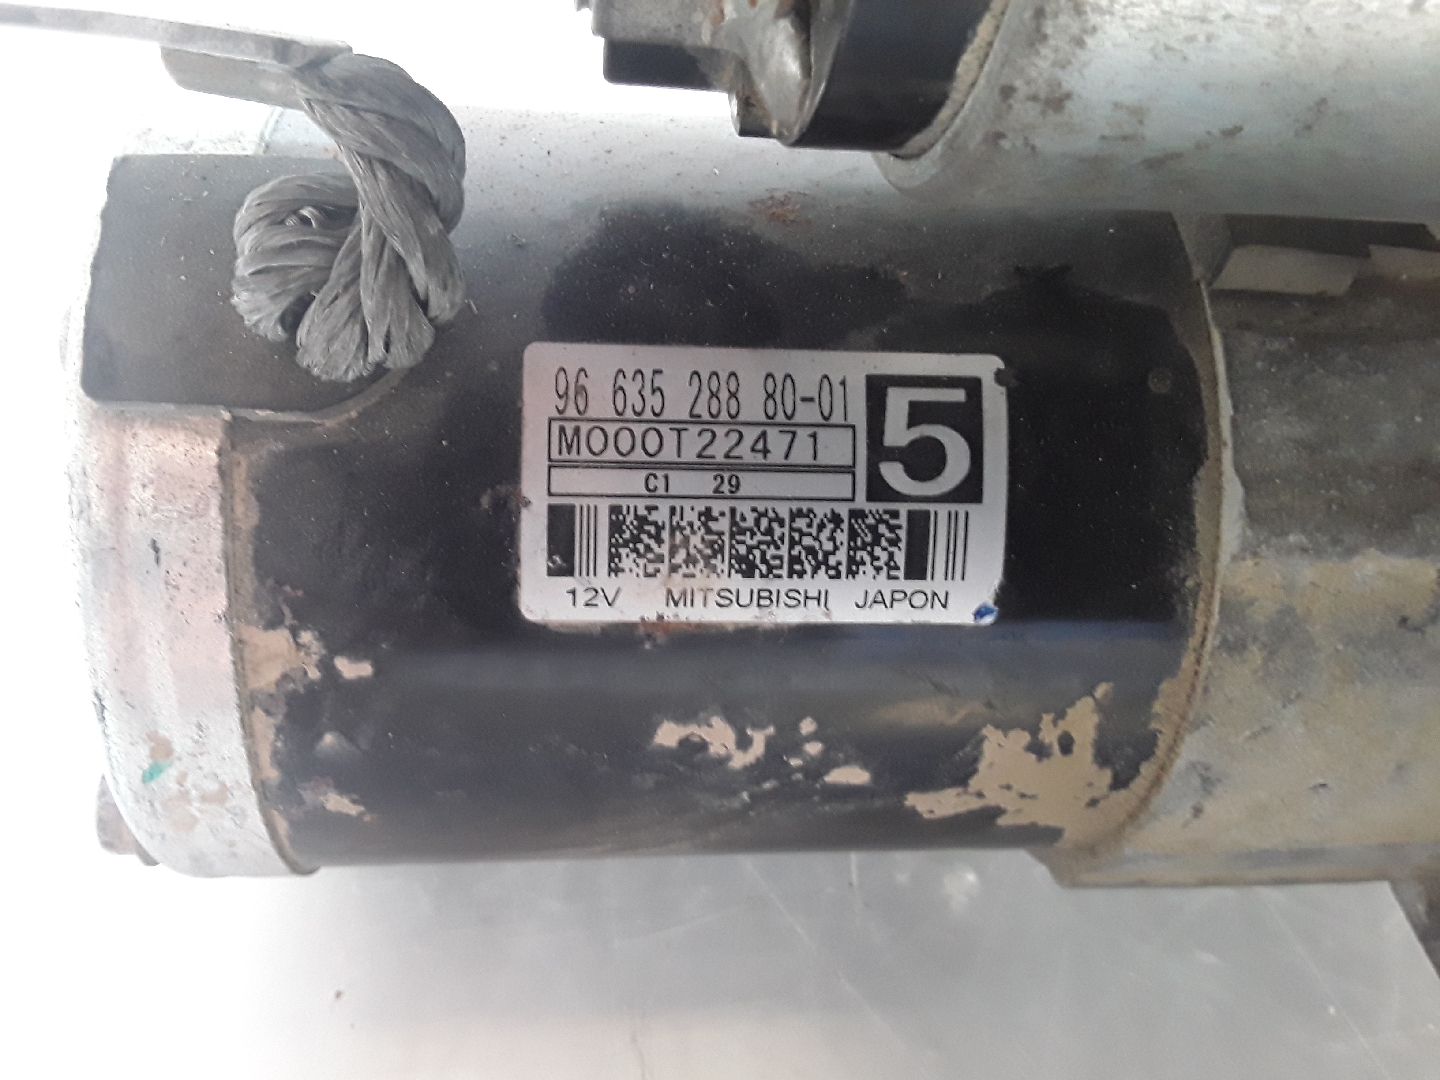 96 635 288 80-01
5
M000T22471
C1 29
12V MITSUBISHI JAPON